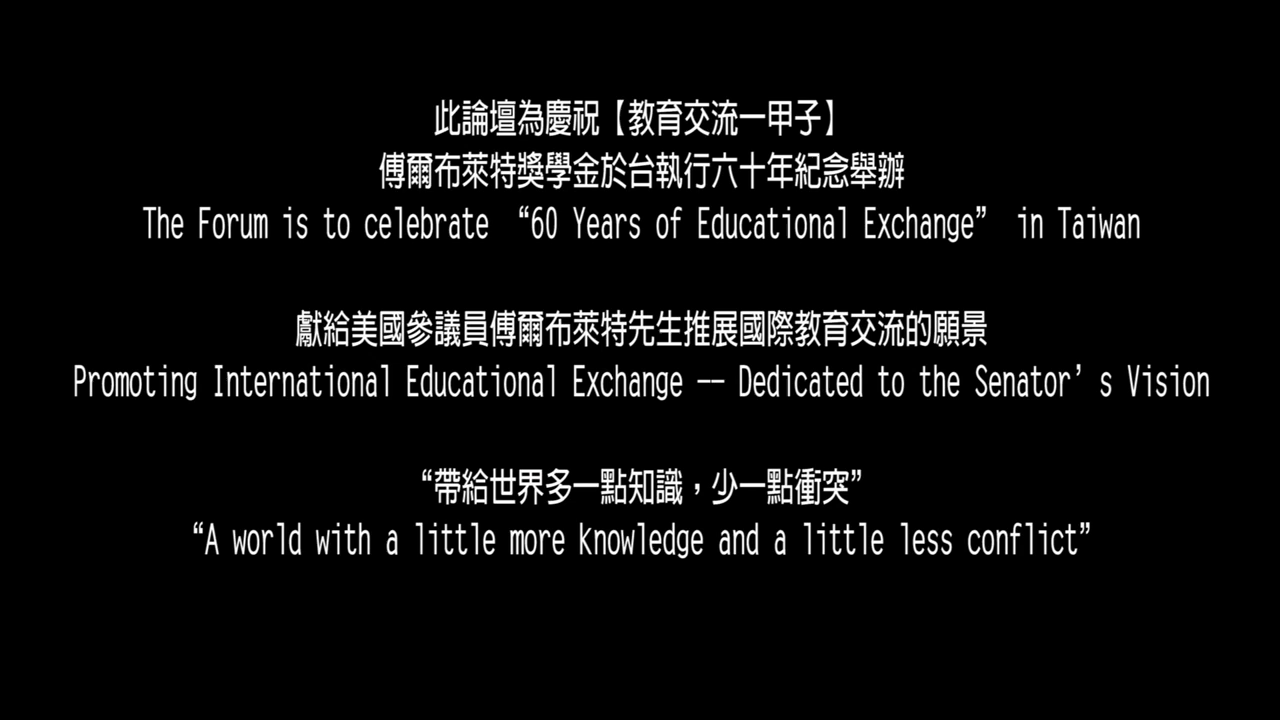 此論壇為慶祝【教育交流一甲子】
傅爾布萊特獎學金於台執行六十年紀念舉辦
The Forum is to celebrate “60 Years of Educational Exchange” in Taiwan
獻給美國參議員傅爾布萊特先生推展國際教育交流的願景
Promoting International Educational Exchange –– Dedicated to the Senator’s Vision
“帶給世界多一點知識，少一點衝突”
“A world with a little more knowledge and a little less conflict”